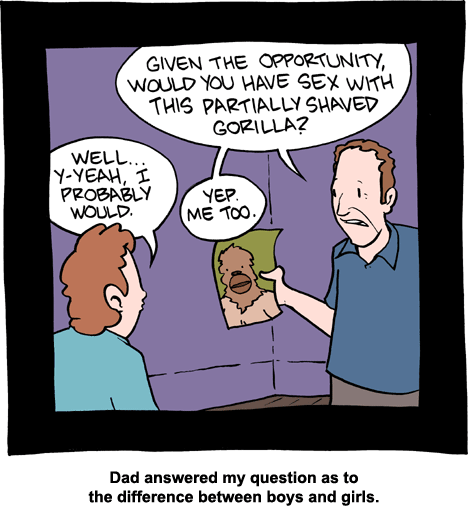 GIVEN THE OPPORTUNITY,
WOULD YOU HAVE SEX WITH
THIS PARTIALLY SHAVED
GORILLA?
WELL...
Y-YEAH, I
PROBABLY
WOULD.
YEP.
ME TOO.
Dad answered my question as to
the difference between boys and girls.